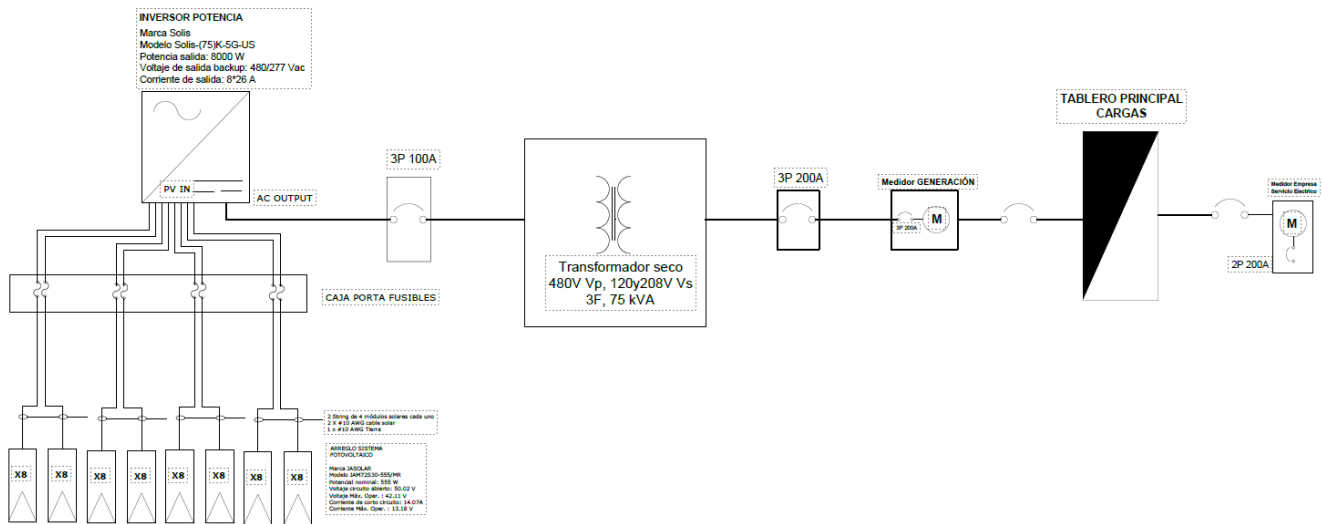 INVERSOR POTENCIA
Marca Solis
Modelo Solis-(75)K-5G-US
Potencia salida: 8000 W
Voltaje de salida backup: 480/277 Vac
Corriente de salida: 8*26 A
PV IN
AC OUTPUT
CAJA PORTA FUSIBLES
3P 100A
Transformador seco
480V Vp, 120y208V Vs
3F, 75 kVA
3P 200A
Medidor GENERACIÓN
3P 200A
M
TABLERO PRINCIPAL
CARGAS
Medidor Empresa
Servicio Electrico
M
2P 200A
2 String de 4 módulos solares cada uno
2 X #10 AWG cable solar
1 x #10 AWG Tierra
X8
X8
X8
X8
X8
X8
X8
X8
ARREGLO SISTEMA
FOTOVOLTAICO
Marca JASOLAR
Modelo JAM72S30-555/MR
Potencial nominal: 555 W
Voltaje circuito abierto: 50.02 V
Voltaje Máx. Oper. : 42.11 V
Corriente de corto circuito: 14.07A
Corriente Máx. Oper. : 13.18 V